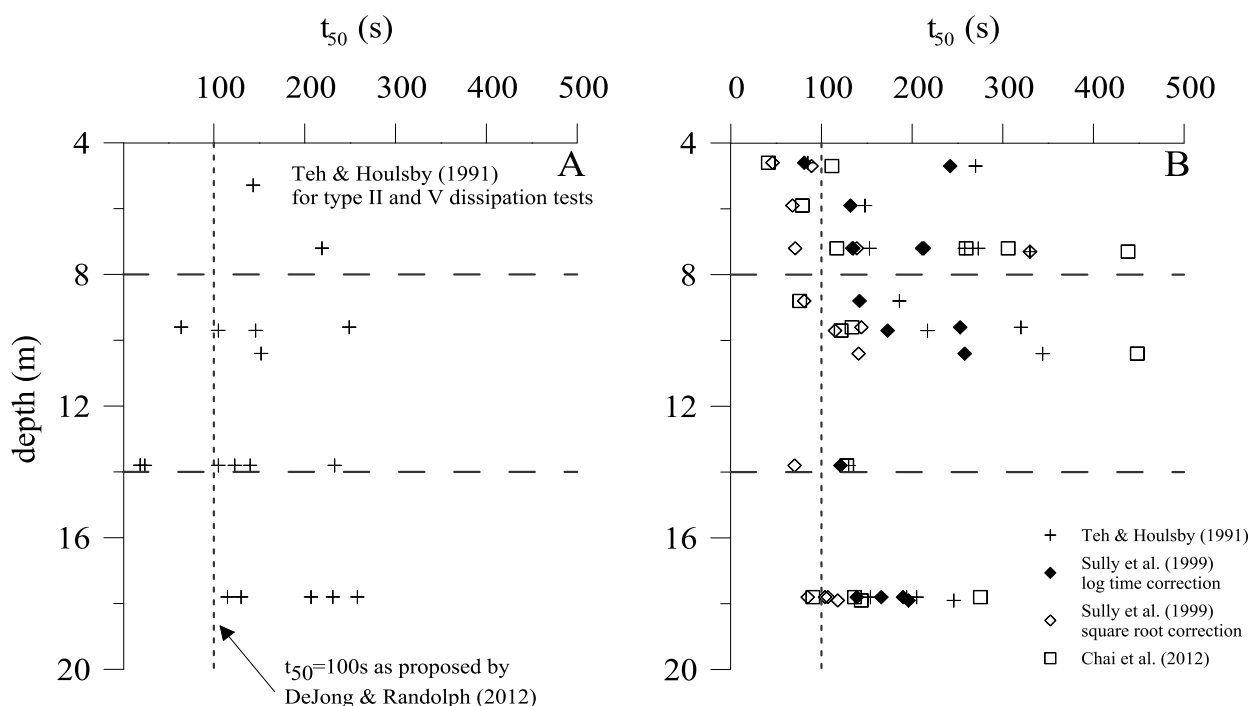 t50 (s)
100 200 300 400 500
4
8
12
16
20
depth (m)
A
Teh & Houlsby (1991)
for type II and V dissipation tests
t50=100s as proposed by
DeJong & Randolph (2012)
t50 (s)
0 100 200 300 400 500
4
8
12
16
20
B
Teh & Houlsby (1991)
Sully et al. (1999)
log time correction
Sully et al. (1999)
square root correction
Chai et al. (2012)